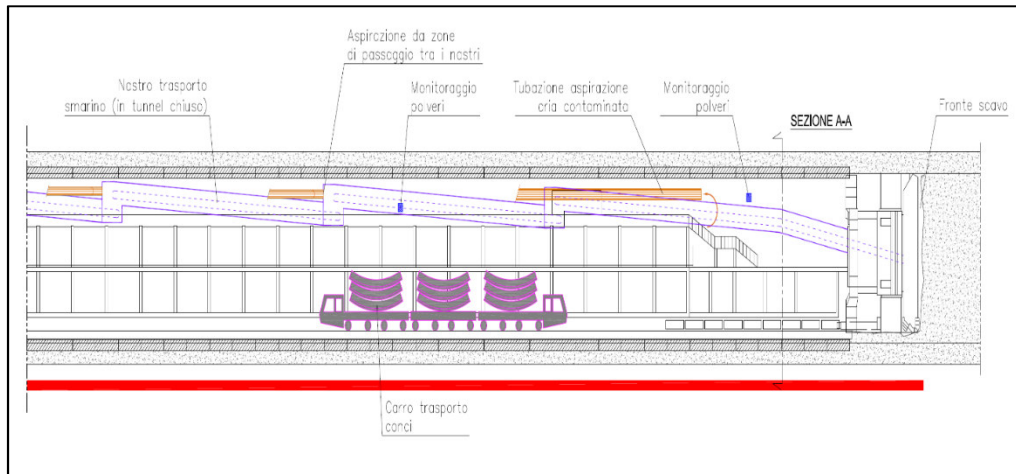 Aspirazione da zone
di passaggio tra i nastri
Nastro trasporto
smarino (in tunnel chiuso)
Monitoraggio
polveri
Tubazione aspirazione
aria contaminata
Monitoraggio
polveri
SEZIONE A-A
Fronte scavo
Carro trasporto
conci